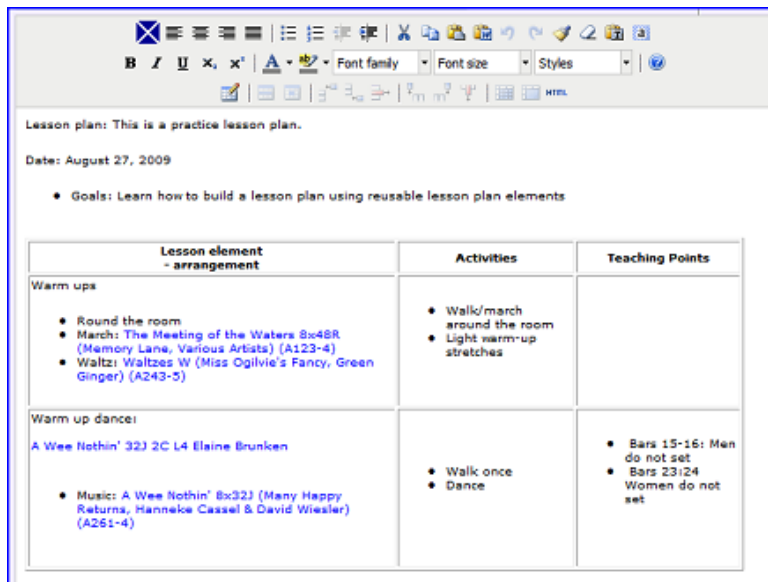 B I U x, x' A ab Font family Font size Styles
HTML
Lesson plan: This is a practice lesson plan.
Date: August 27, 2009
• Goals: Learn how to build a lesson plan using reusable lesson plan elements
Lesson element
- arrangement
Activities
Teaching Points
Warm ups
• Round the room
• March: The Meeting of the Waters 8x48R
(Memory Lane, Various Artists) (A123-4)
• Waltz: Waltzes W (Miss Ogilvie's Fancy, Green
Ginger) (A243-5)
• Walk/march
around the room
• Light warm-up
stretches
Warm up dance:
A Wee Nothin' 32J 2C L4 Elaine Brunken
• Music: A Wee Nothin' 8x32J (Many Happy
Returns, Hanneke Cassel & David Wiesler)
(A261-4)
• Walk once
• Dance
• Bars 15-16: Men
do not set
• Bars 23:24
Women do not
set